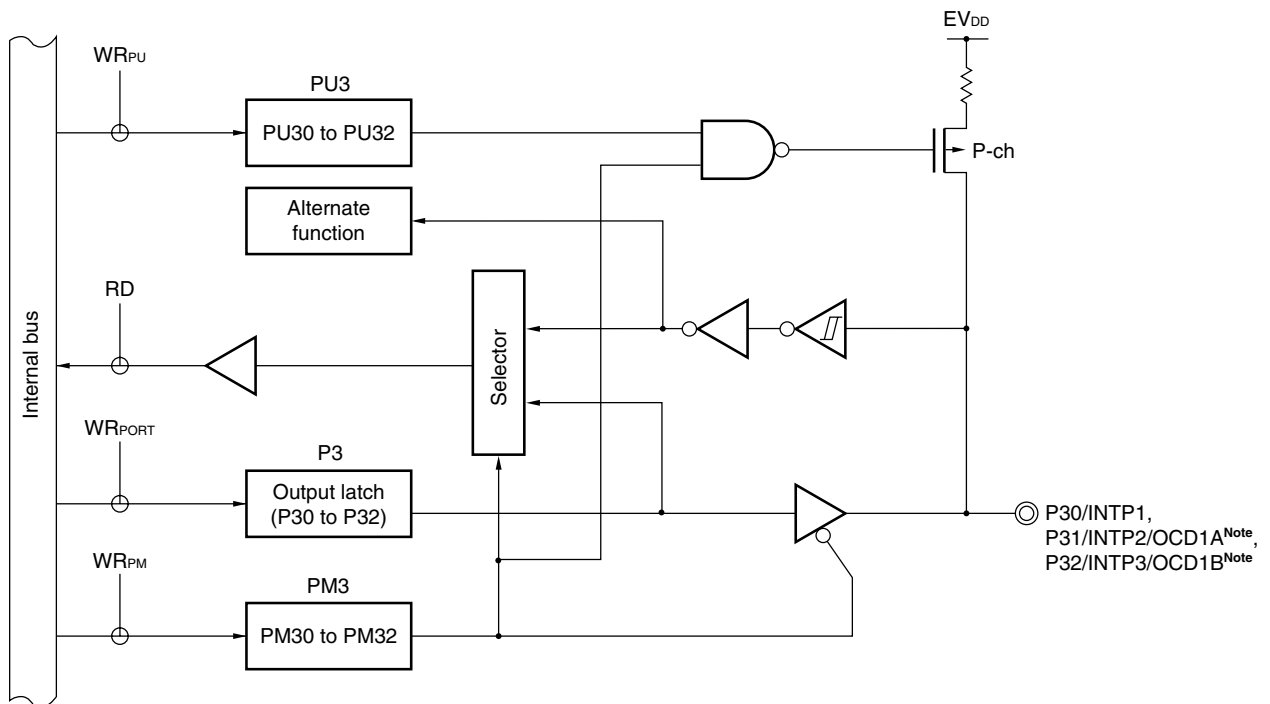 EVDD
WRPU
PU3
PU30 to PU32
P-ch
Alternate
function
RD
Internal bus
Selector
WRPORT
P3
Output latch
(P30 to P32)
P30/INTP1,
P31/INTP2/OCD1ANote,
P32/INTP3/OCD1BNote
WRPM
PM3
PM30 to PM32